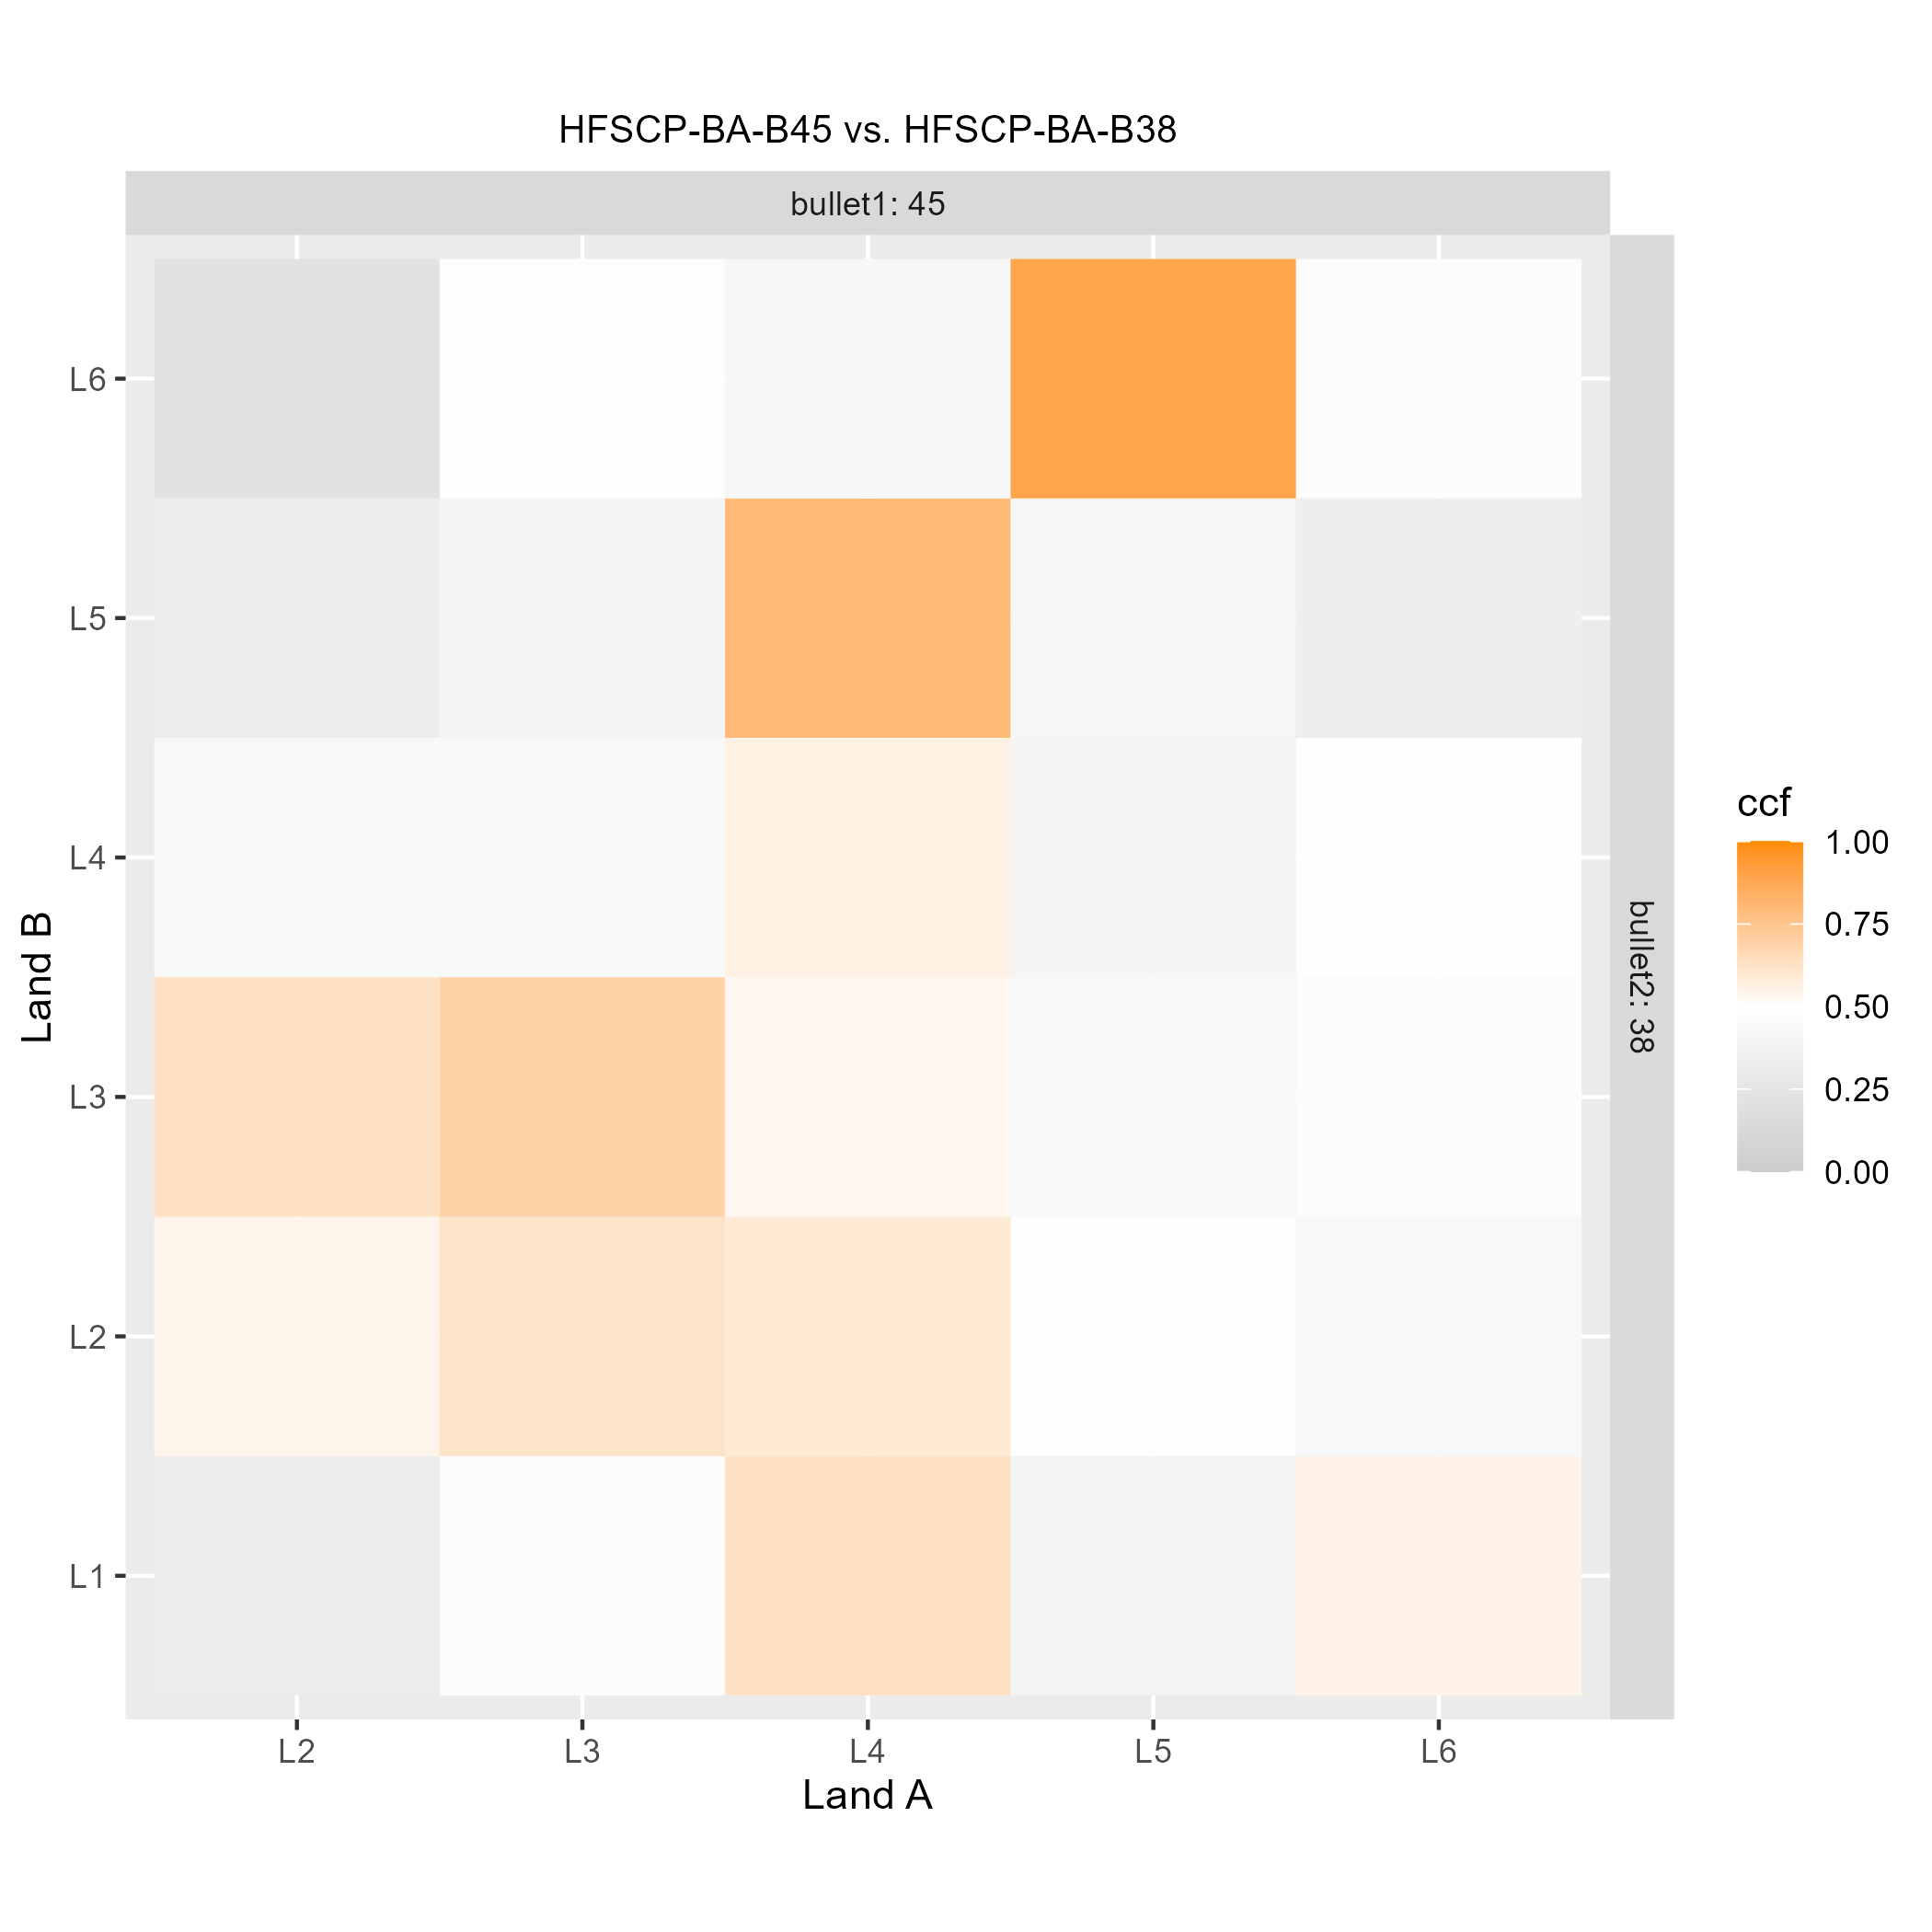 HFSCP-BA-B45 vs. HFSCP-BA-B38
bullet1: 45
L6
L5
L4
L3
L2
L1
Land B
bullet2: 38
ccf
1.00
0.75
0.50
0.25
0.00
L2 L3 L4 L5 L6
Land A